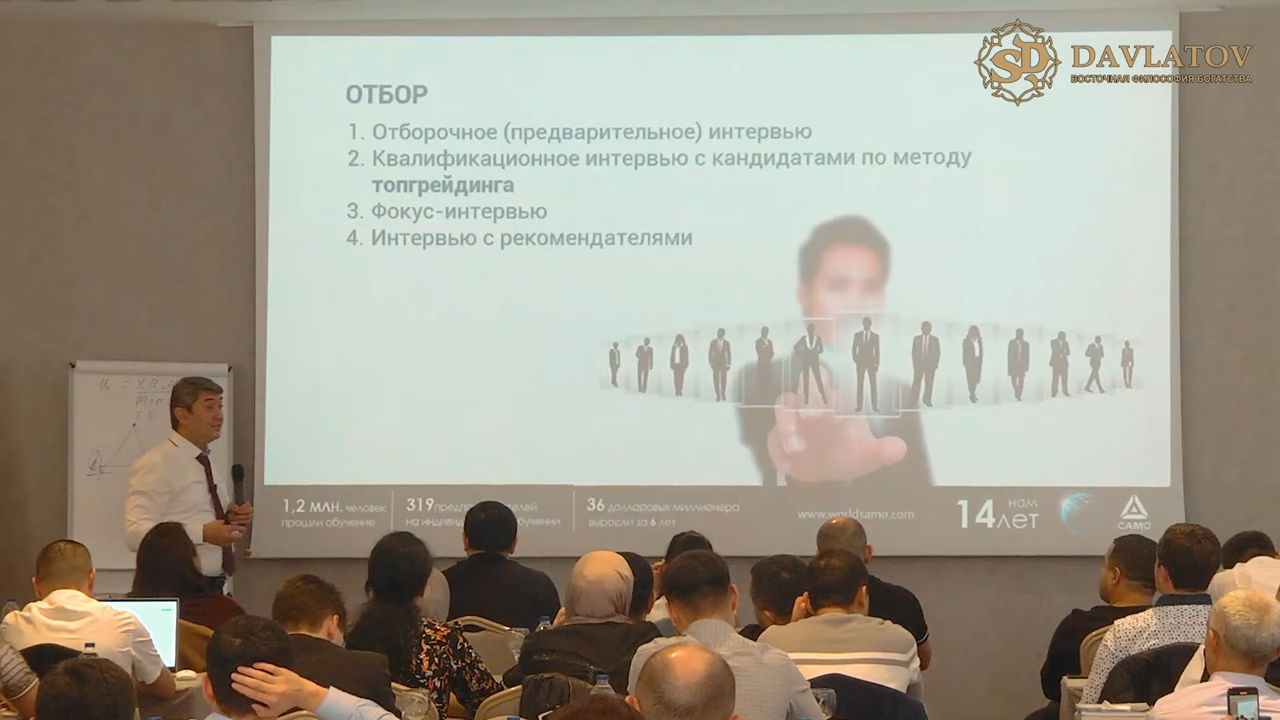 DAVLATOV
ВОСТОЧНАЯ ФИЛОСОФИЯ БОГАТСТВА
ОТБОР
1. Отборочное (предварительное) интервью
2. Квалификационное интервью с кандидатами по методу
топгрейдинга
3. Фокус-интервью
4. Интервью с рекомендателями
1,2 МЛН. человек
прошли обучение
319
на
обучении
36 долларовых миллионера
выросли за 6 лет
www.worldsamo.com
14 нам
лет
САМО